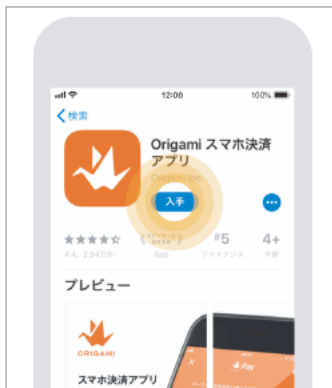 12:00
100%
検索
Origami スマホ決済
アプリ
Origami Inc.
入手
#5
4+
App
ファイナンス
年齢
プレビュー
ORIGAMI
Pay
スマホ決済アプリ